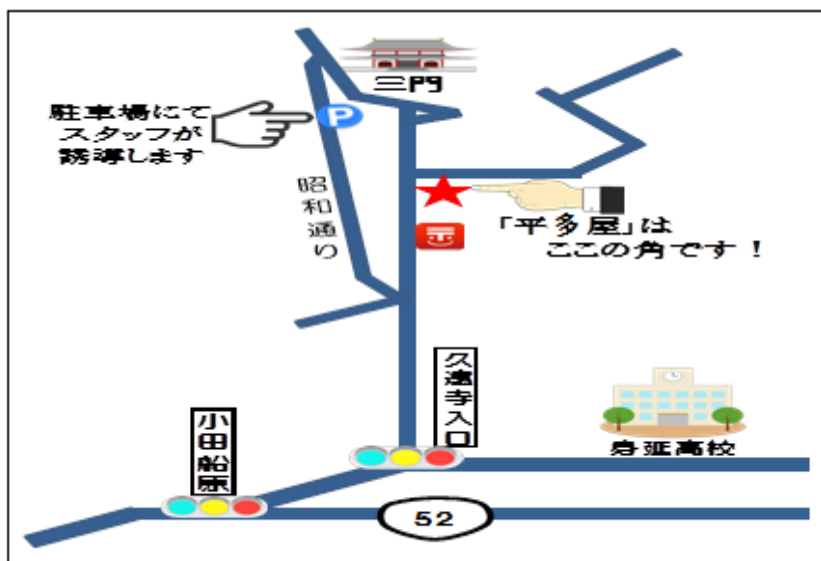 三門
駐車場にて
スタッフが
誘導します
P
昭和通り
「平多屋」は
ここの角です！
久遠寺入口
小田船原
身延高校
52